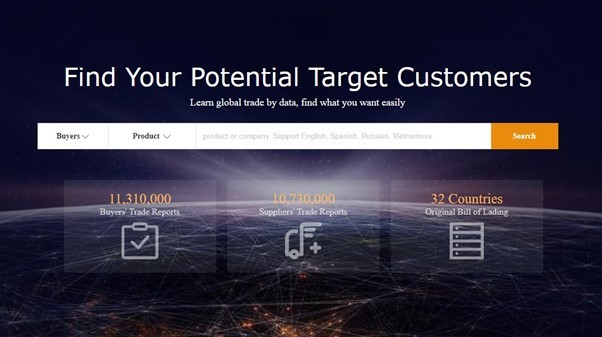 Find Your Potential Target Customers
Learn global trade by data, find what you want easily
Buyers Product product or company. Support English, Spanish, Russian, Vietnamese. Search
11,310,000 10,730,000 32 Countries
Buyers' Trade Reports Suppliers' Trade Reports Original Bill of Lading